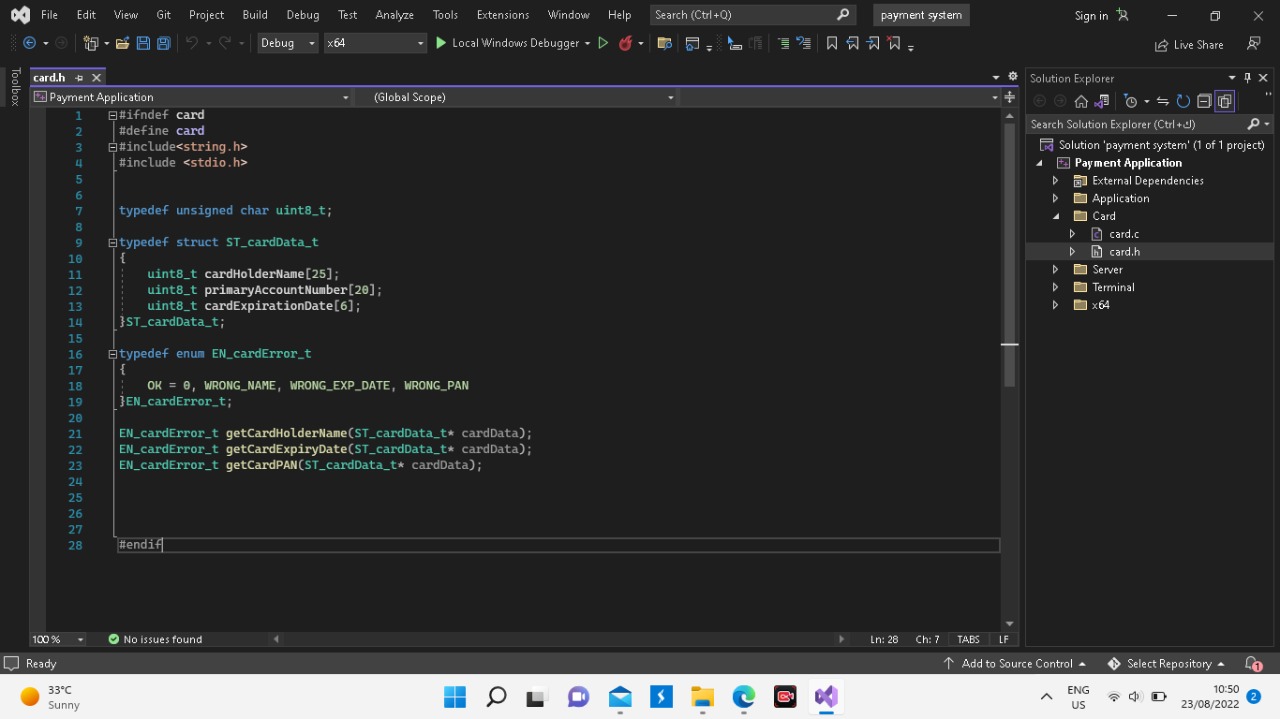 File Edit View Git Project Build Debug Test Analyze Tools Extensions Window Help Search (Ctrl+Q) payment system Sign in
Debug x64 Local Windows Debugger Live Share
Toolbox
card.h
Solution Explorer
Payment Application (Global Scope)
Search Solution Explorer (Ctrl+ك)
Solution 'payment system' (1 of 1 project)
Payment Application
External Dependencies
Application
Card
card.c
card.h
Server
Terminal
x64
1 #ifndef card
2 #define card
3 #include<string.h>
4 #include <stdio.h>
5
6
7 typedef unsigned char uint8_t;
8
9 typedef struct ST_cardData_t
10 {
11 uint8_t cardHolderName[25];
12 uint8_t primaryAccountNumber[20];
13 uint8_t cardExpirationDate[6];
14 }ST_cardData_t;
15
16 typedef enum EN_cardError_t
17 {
18 OK = 0, WRONG_NAME, WRONG_EXP_DATE, WRONG_PAN
19 }EN_cardError_t;
20
21 EN_cardError_t getCardHolderName(ST_cardData_t* cardData);
22 EN_cardError_t getCardExpiryDate(ST_cardData_t* cardData);
23 EN_cardError_t getCardPAN(ST_cardData_t* cardData);
24
25
26
27
28 #endif
100 % No issues found Ln: 28 Ch: 7 TABS LF
Ready Add to Source Control Select Repository 1
33°C
Sunny
ENG
US
10:50
23/08/2022
2